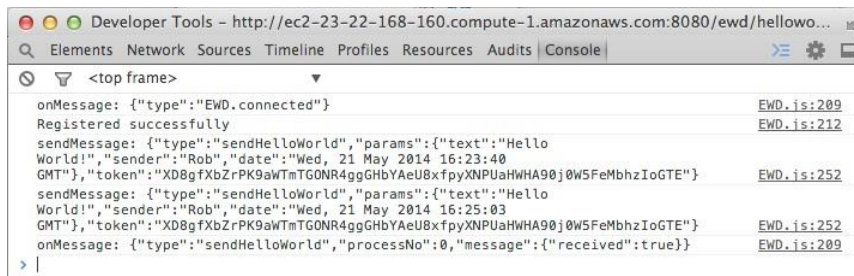 Developer Tools - http://ec2-23-22-168-160.compute-1.amazonaws.com:8080/ewd/hellowo...
Elements Network Sources Timeline Profiles Resources Audits Console
<top frame>
onMessage: {"type":"EWD.connected"} EWD.js:209
Registered successfully EWD.js:212
sendMessage: {"type":"sendHelloWorld","params":{"text":"Hello
World!","sender":"Rob","date":"Wed, 21 May 2014 16:23:40
GMT"},"token":"XD8gfXbZrPK9aWTmTGONR4ggGHbYAeU8xfpyXNPUaHWHA90j0W5FeMbhzIoGTE"} EWD.js:252
sendMessage: {"type":"sendHelloWorld","params":{"text":"Hello
World!","sender":"Rob","date":"Wed, 21 May 2014 16:25:03
GMT"},"token":"XD8gfXbZrPK9aWTmTGONR4ggGHbYAeU8xfpyXNPUaHWHA90j0W5FeMbhzIoGTE"} EWD.js:252
onMessage: {"type":"sendHelloWorld","processNo":0,"message":{"received":true}} EWD.js:209